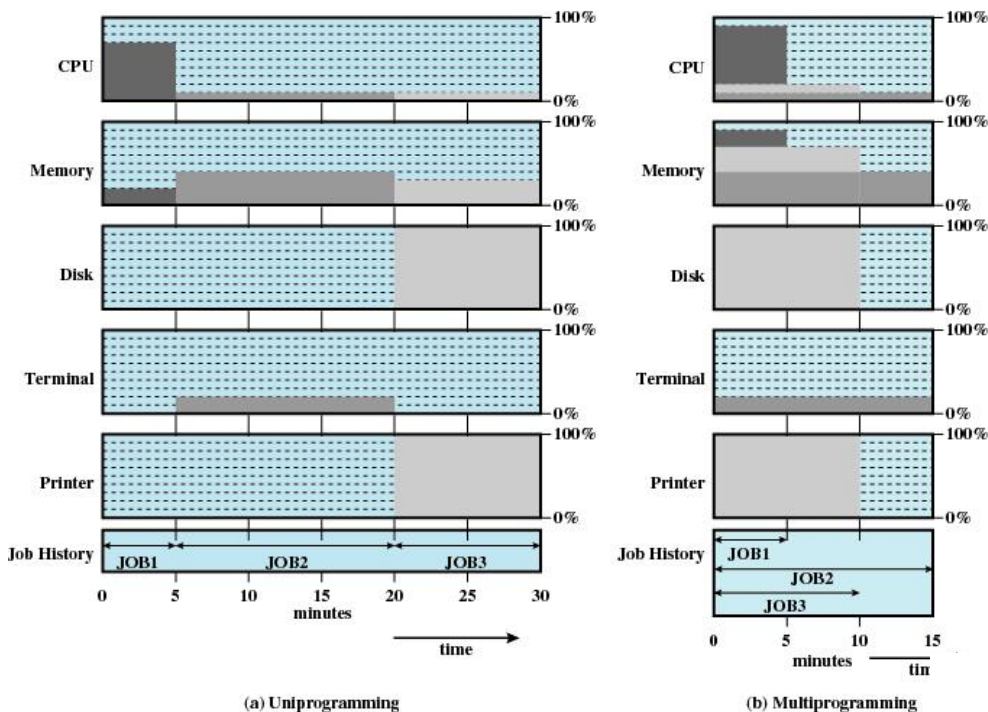 100%
CPU
0%
100%
Memory
0%
100%
Disk
0%
100%
Terminal
0%
100%
Printer
0%
Job History
JOB1
JOB2
JOB3
0
5
10
15
20
25
30
minutes
time
(a) Uniprogramming
100%
CPU
0%
100%
Memory
0%
100%
Disk
0%
100%
Terminal
0%
100%
Printer
0%
Job History
JOB1
JOB2
JOB3
0
5
10
15
minutes
tin
(b) Multiprogramming